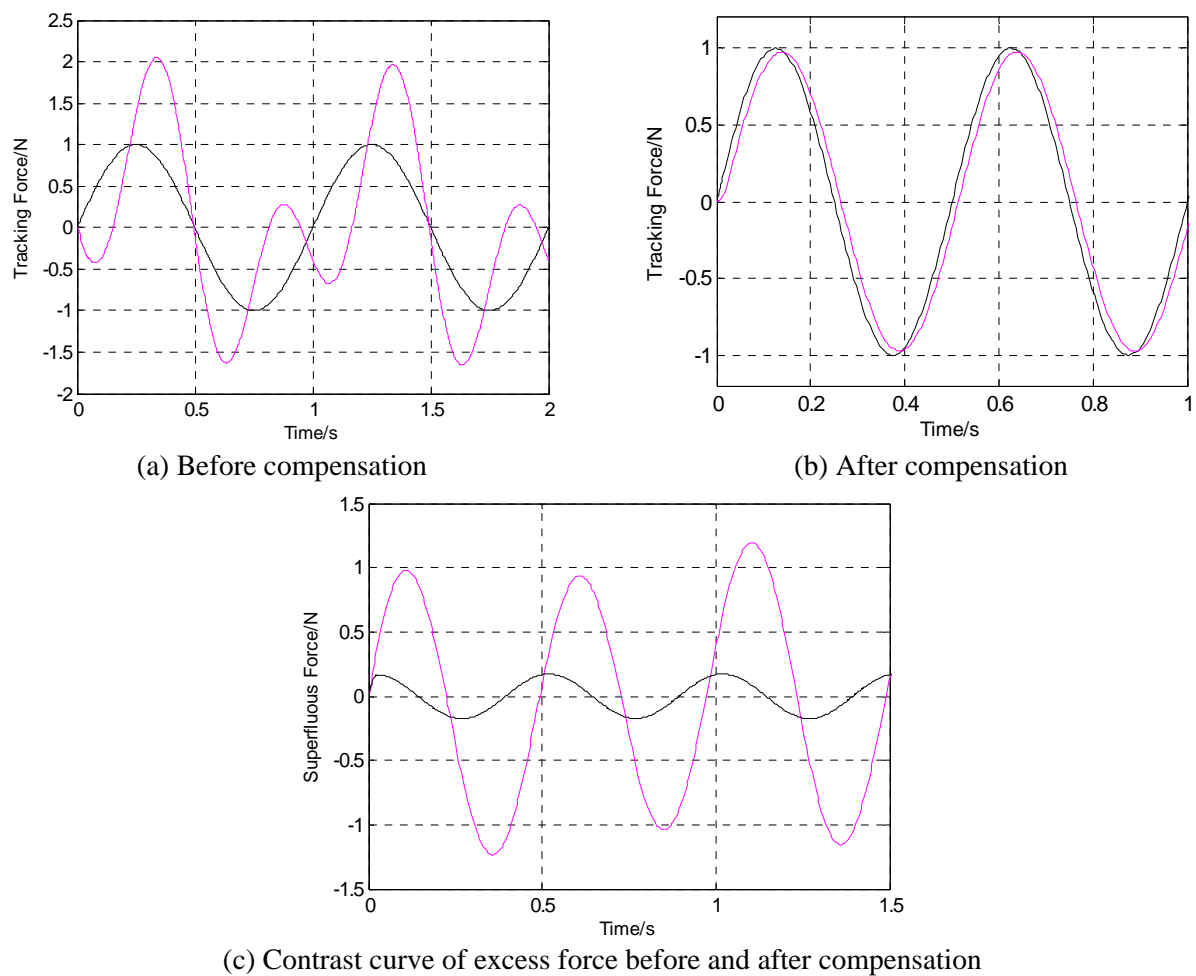 2.5
2
1.5
1
0.5
0
-0.5
-1
-1.5
-2
0 0.5 1 1.5 2
Tracking Force/N
Time/s
(a) Before compensation
1
0.5
0
-0.5
-1
0 0.2 0.4 0.6 0.8 1
Tracking Force/N
Time/s
(b) After compensation
1.5
1
0.5
0
-0.5
-1
-1.5
0 0.5 1 1.5
Superfluous Force/N
Time/s
(c) Contrast curve of excess force before and after compensation